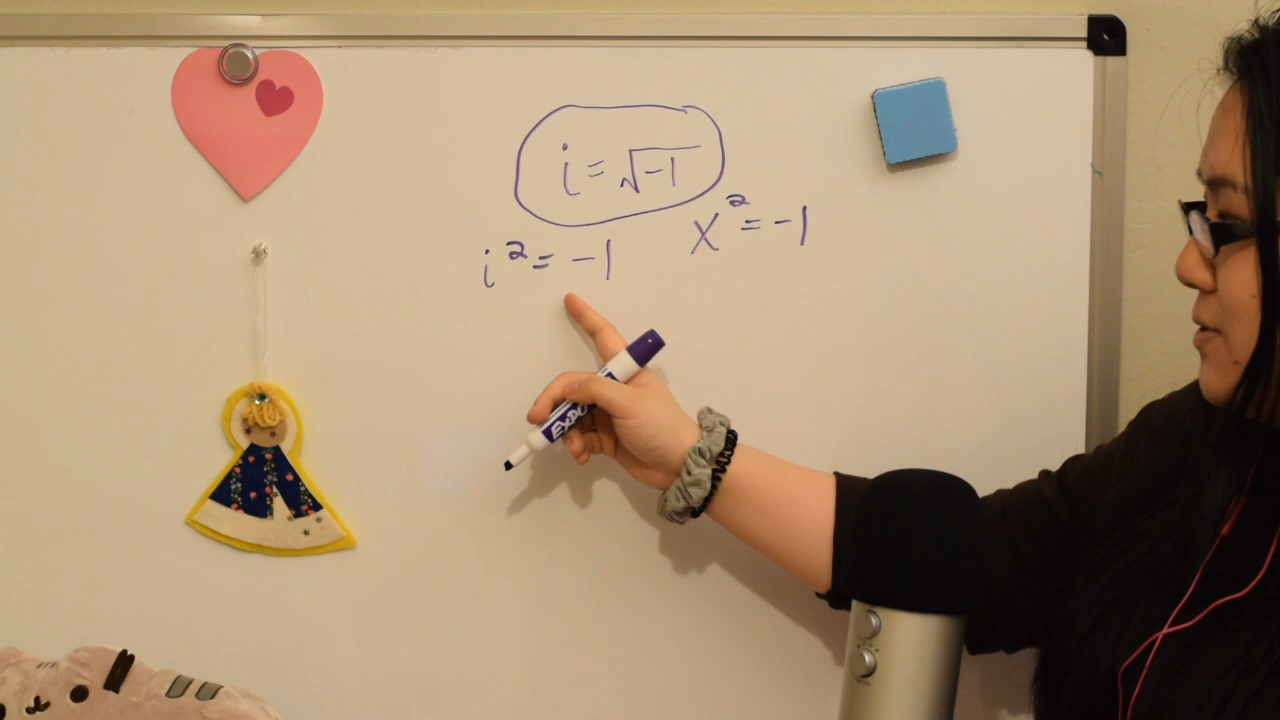 i = √-1
i² = -1
x² = -1
EXPO